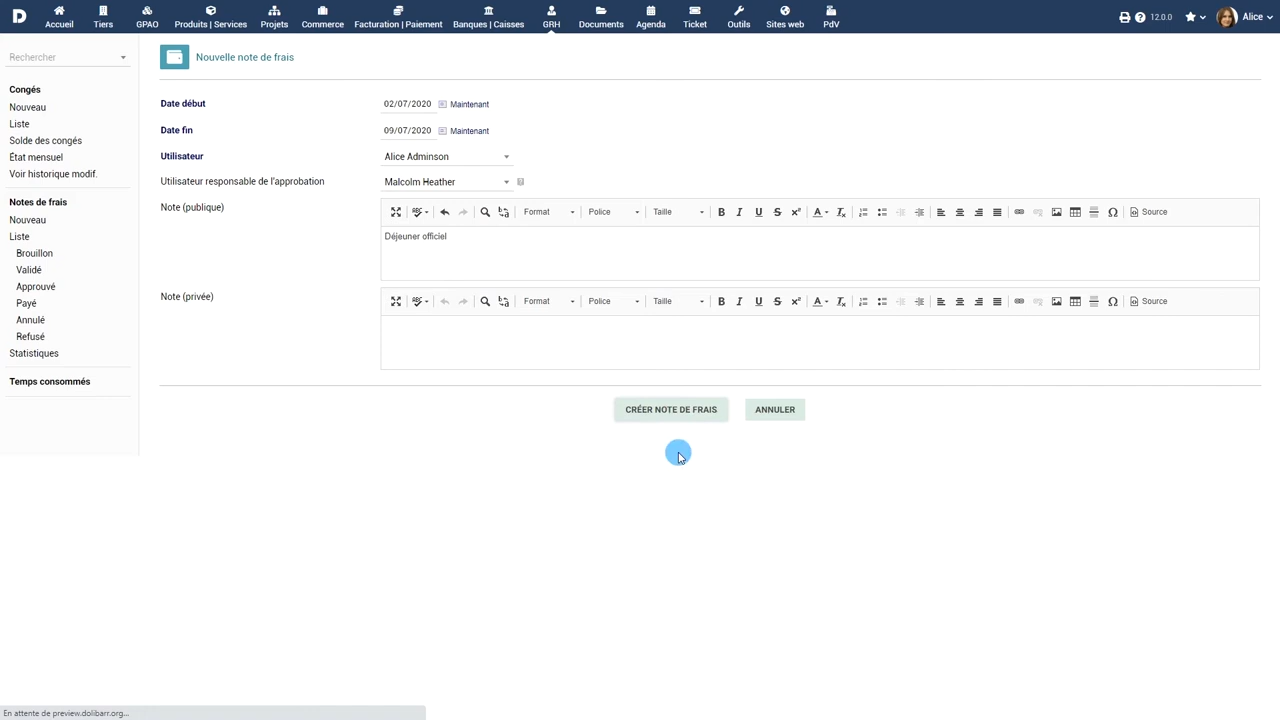 D
Accueil
Tiers
GPAO
Produits | Services
Projets
Commerce
Facturation | Paiement
Banques | Caisses
GRH
Documents
Agenda
Ticket
Outils
Sites web
PdV
12.0.0
Alice
Rechercher
Congés
Nouveau
Liste
Solde des congés
État mensuel
Voir historique modif.
Notes de frais
Nouveau
Liste
Brouillon
Validé
Approuvé
Payé
Annulé
Refusé
Statistiques
Temps consommés
Nouvelle note de frais
Date début 02/07/2020 Maintenant
Date fin 09/07/2020 Maintenant
Utilisateur Alice Adminson
Utilisateur responsable de l'approbation Malcolm Heather
Note (publique)
Format Police Taille B I U S x² A Ix Ω Source
Déjeuner officiel
Note (privée)
Format Police Taille B I U S x² A Ix Ω Source
CRÉER NOTE DE FRAIS ANNULER
En attente de preview.dolibarr.org...